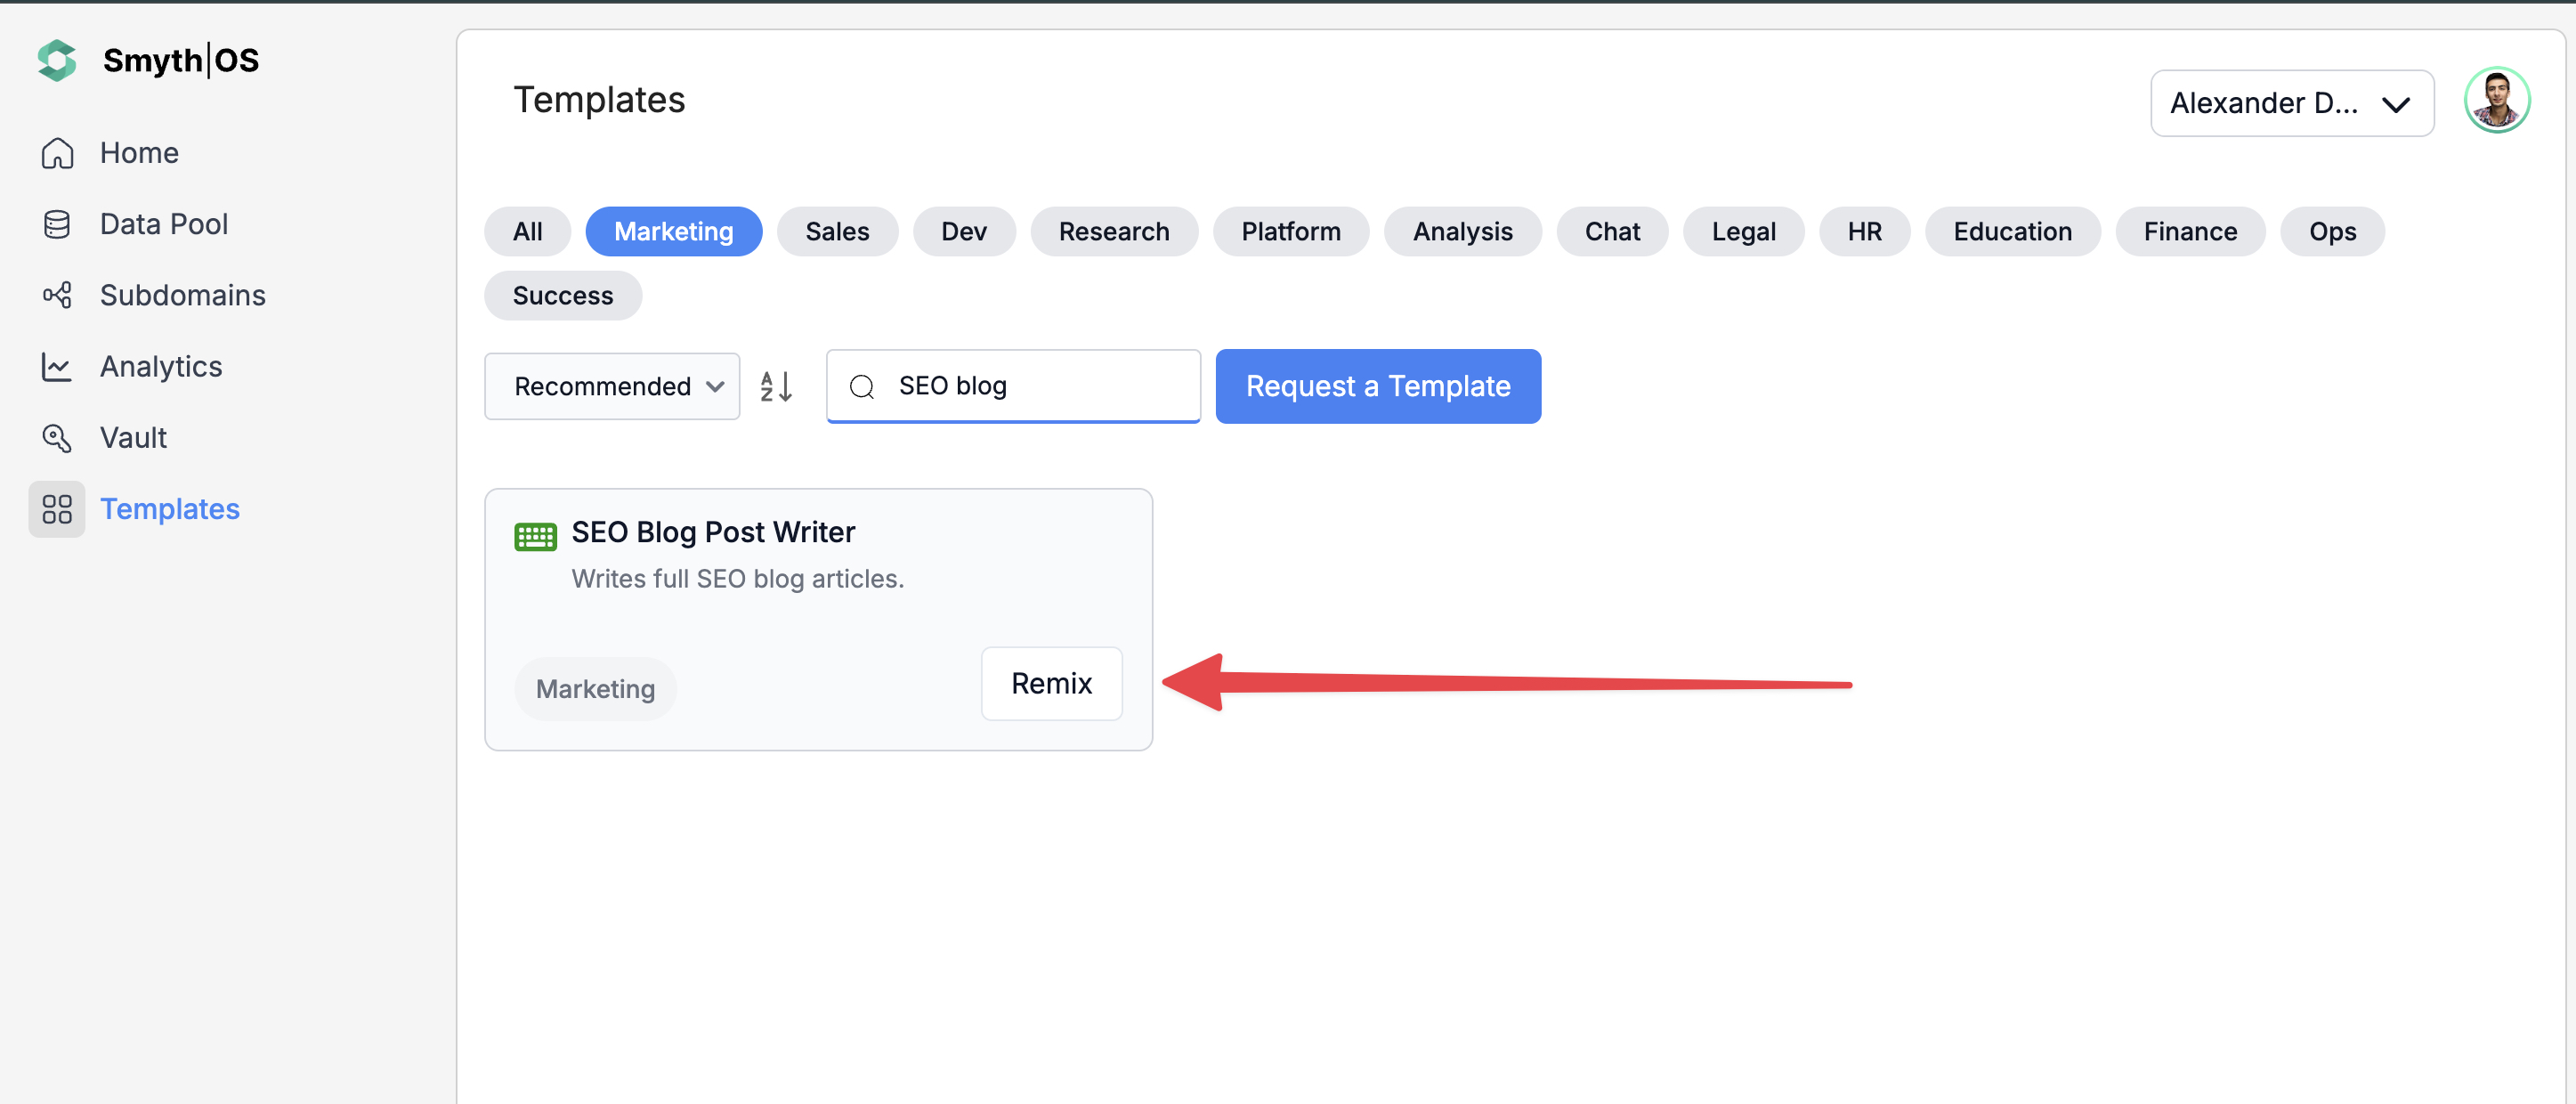 Smyth|OS
Home
Data Pool
Subdomains
Analytics
Vault
Templates
Templates
Alexander D...
All Marketing Sales Dev Research Platform Analysis Chat Legal HR Education Finance Ops
Success
Recommended
A
Z
SEO blog
Request a Template
SEO Blog Post Writer
Writes full SEO blog articles.
Marketing
Remix